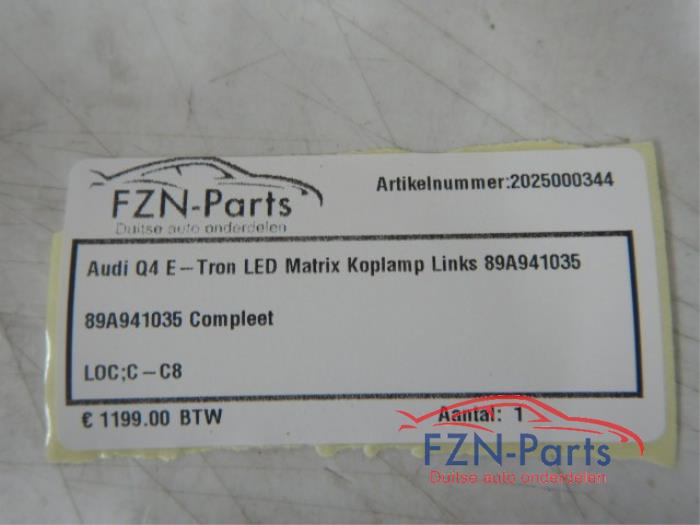 FZN-Parts
Duitse auto onderdelen
Artikelnummer:2025000344
Audi Q4 E-Tron LED Matrix Koplamp Links 89A941035
89A941035 Compleet
LOC;C-C8
€ 1199.00 BTW
Aantal: 1
FZN-Parts
Duitse auto onderdelen